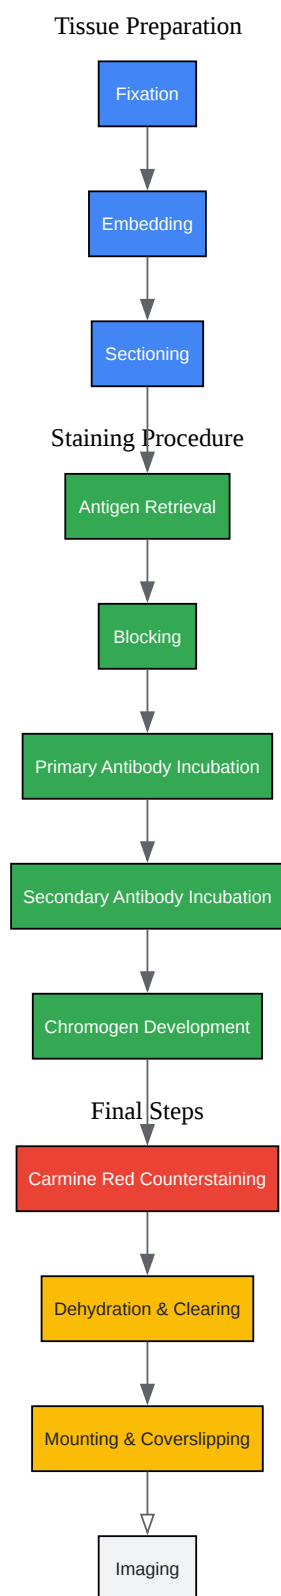 Tissue Preparation
Fixation
Embedding
Sectioning
Staining Procedure
Antigen Retrieval
Blocking
Primary Antibody Incubation
Secondary Antibody Incubation
Chromogen Development
Final Steps
Carmine Red Counterstaining
Dehydration & Clearing
Mounting & Coverslipping
Imaging